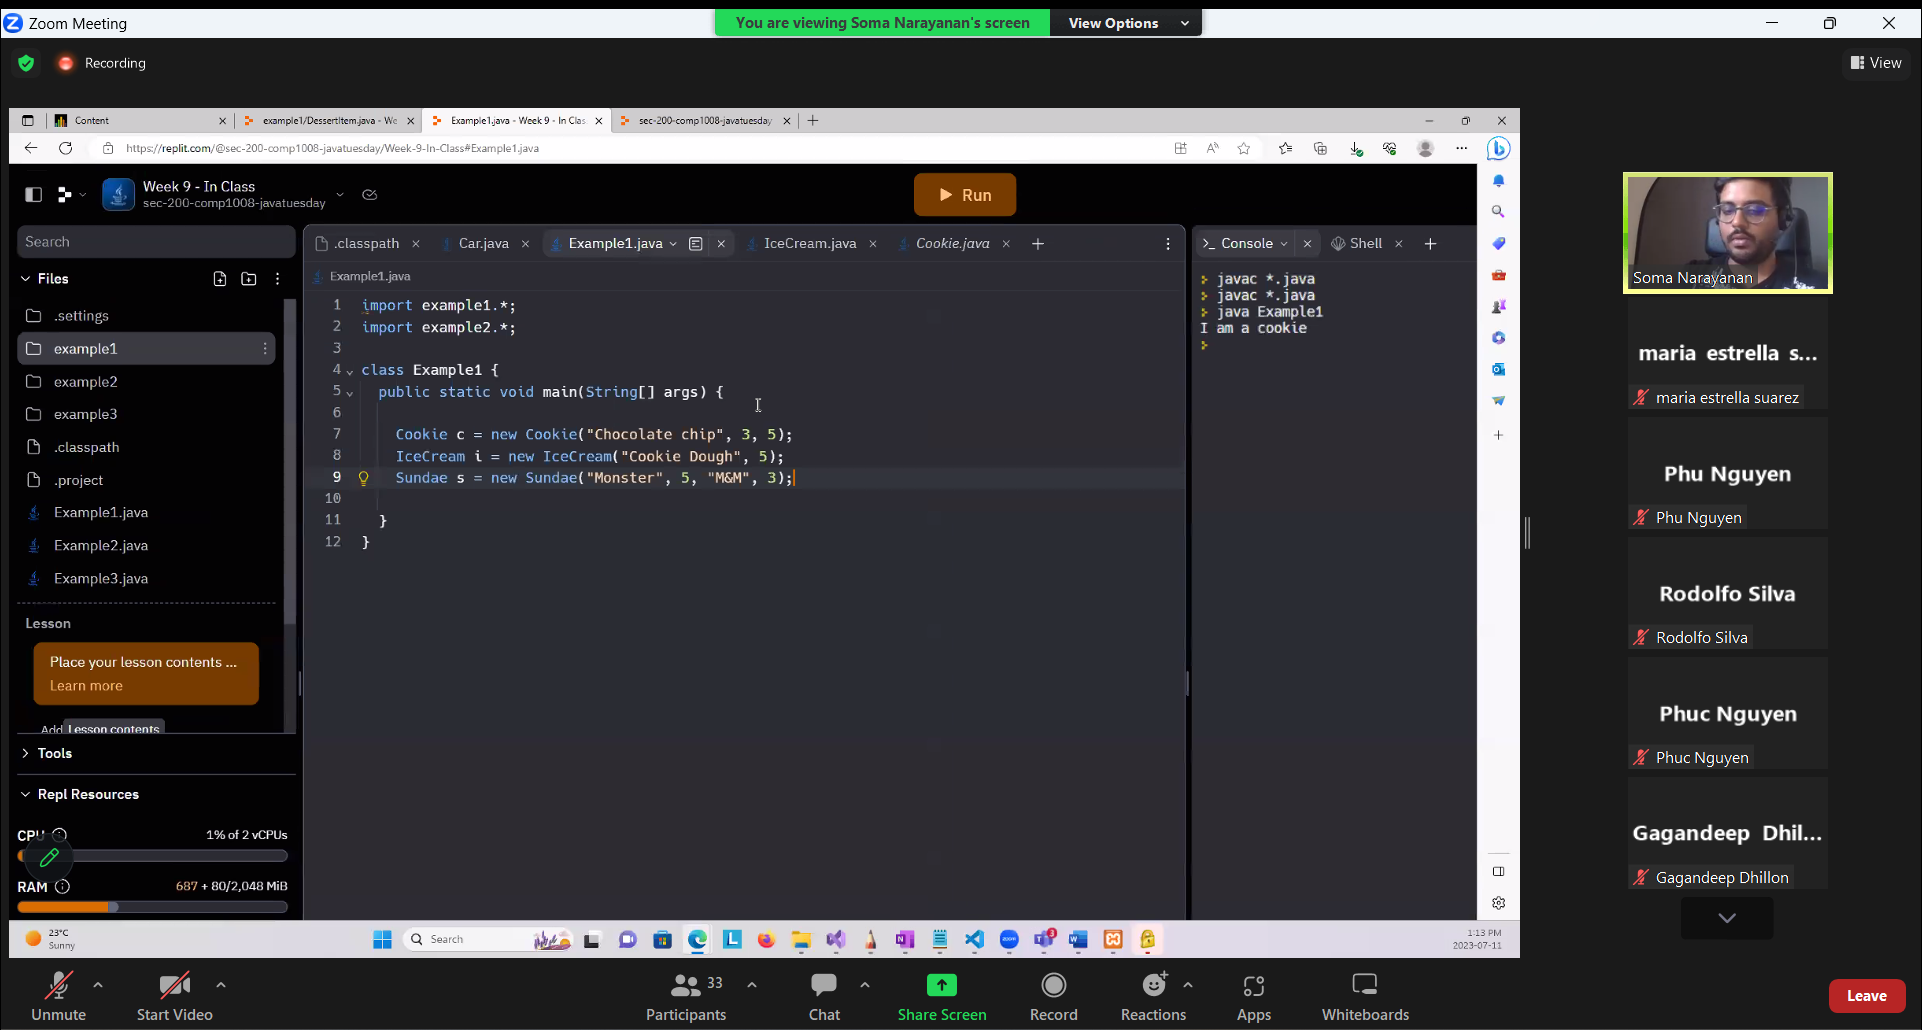 Zoom Meeting
You are viewing Soma Narayanan's screen
View Options
Recording
View
Content
example1/DessertItem.java - We
Example1.java - Week 9 - In Clas
sec-200-comp1008-javatuesday
https://replit.com/@sec-200-comp1008-javatuesday/Week-9-In-Class#Example1.java
Week 9 - In Class
sec-200-comp1008-javatuesday
Run
Search
Files
.settings
example1
example2
example3
.classpath
.project
Example1.java
Example2.java
Example3.java
Lesson
Place your lesson contents ...
Learn more
Add Lesson contents
Tools
Repl Resources
CPU
1% of 2 vCPUs
RAM
687 + 80/2,048 MiB
.classpath
Car.java
Example1.java
IceCream.java
Cookie.java
Example1.java
1 import example1.*;
2 import example2.*;
3
4 class Example1 {
5 public static void main(String[] args) {
6
7 Cookie c = new Cookie("Chocolate chip", 3, 5);
8 IceCream i = new IceCream("Cookie Dough", 5);
9 Sundae s = new Sundae("Monster", 5, "M&M", 3);
10
11 }
12 }
Console
Shell
javac *.java
javac *.java
java Example1
I am a cookie
Soma Narayanan
maria estrella s...
maria estrella suarez
Phu Nguyen
Phu Nguyen
Rodolfo Silva
Rodolfo Silva
Phuc Nguyen
Phuc Nguyen
Gagandeep Dhil...
Gagandeep Dhillon
23°C
Sunny
Search
3
1:13 PM
2023-07-11
Unmute
Start Video
33
Participants
Chat
Share Screen
Record
Reactions
Apps
Whiteboards
Leave